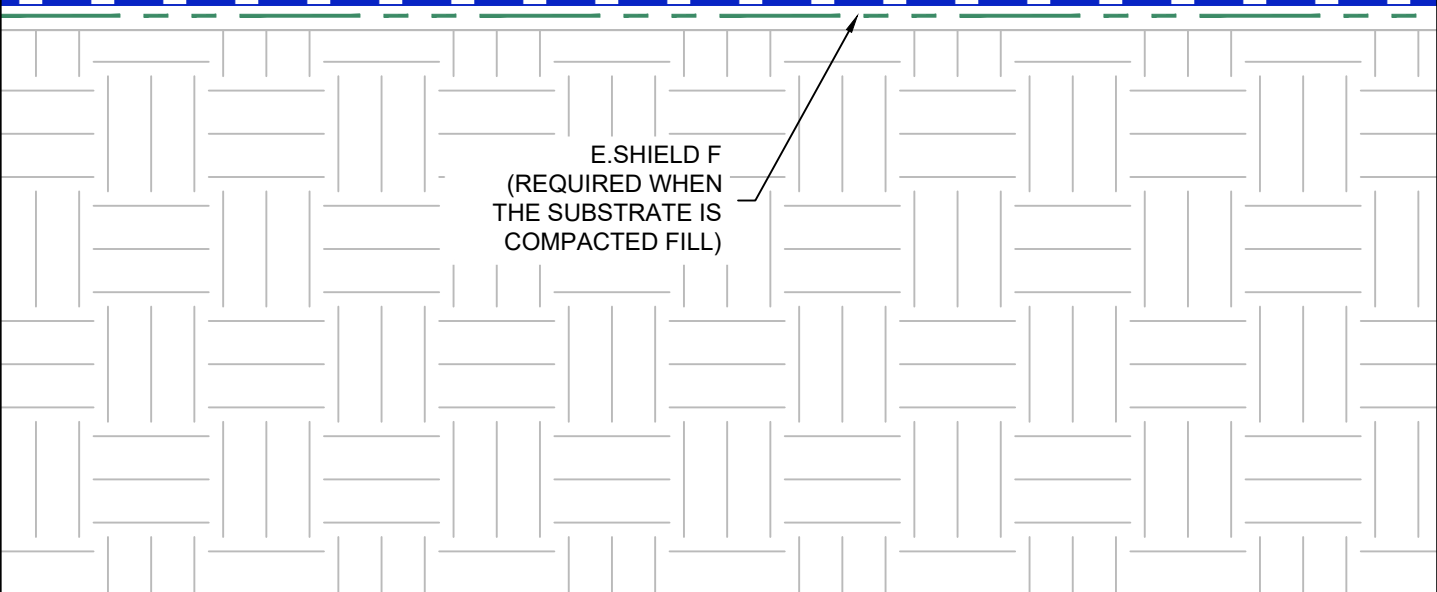 E.SHIELD F
(REQUIRED WHEN
THE SUBSTRATE IS
COMPACTED FILL)